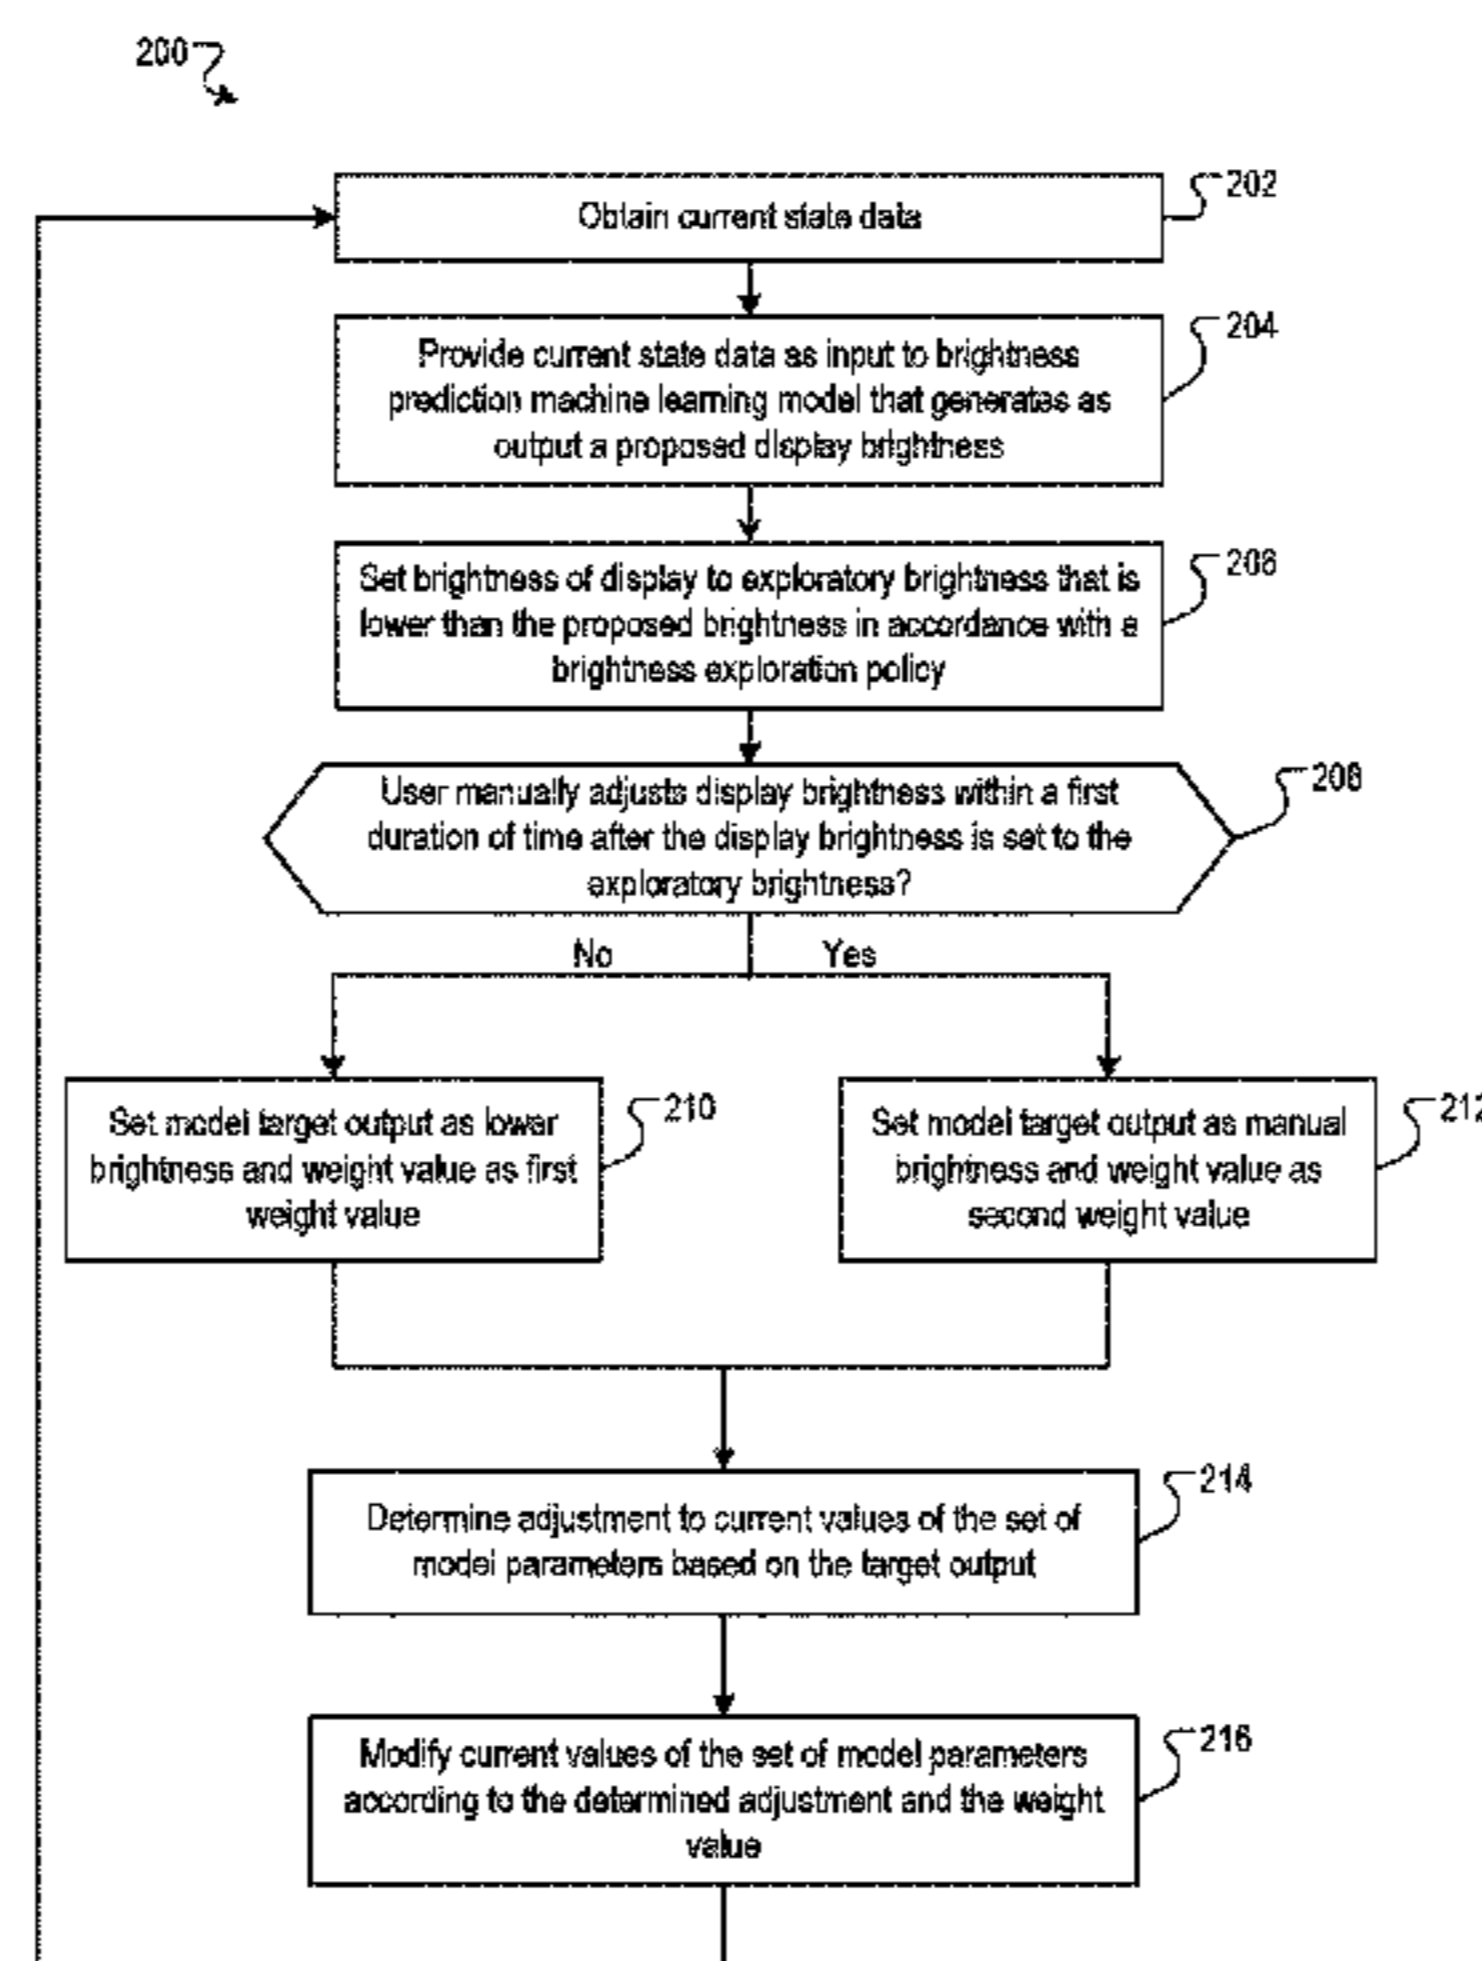 200
Obtain current state data
202
Provide current state data as input to brightness
prediction machine learning model that generates as
output a proposed display brightness
204
Set brightness of display to exploratory brightness that is
lower than the proposed brightness in accordance with a
brightness exploration policy
206
User manually adjusts display brightness within a first
duration of time after the display brightness is set to the
exploratory brightness?
208
No
Yes
Set model target output as lower
brightness and weight value as first
weight value
210
Set model target output as manual
brightness and weight value as
second weight value
212
Determine adjustment to current values of the set of
model parameters based on the target output
214
Modify current values of the set of model parameters
according to the determined adjustment and the weight
value
216